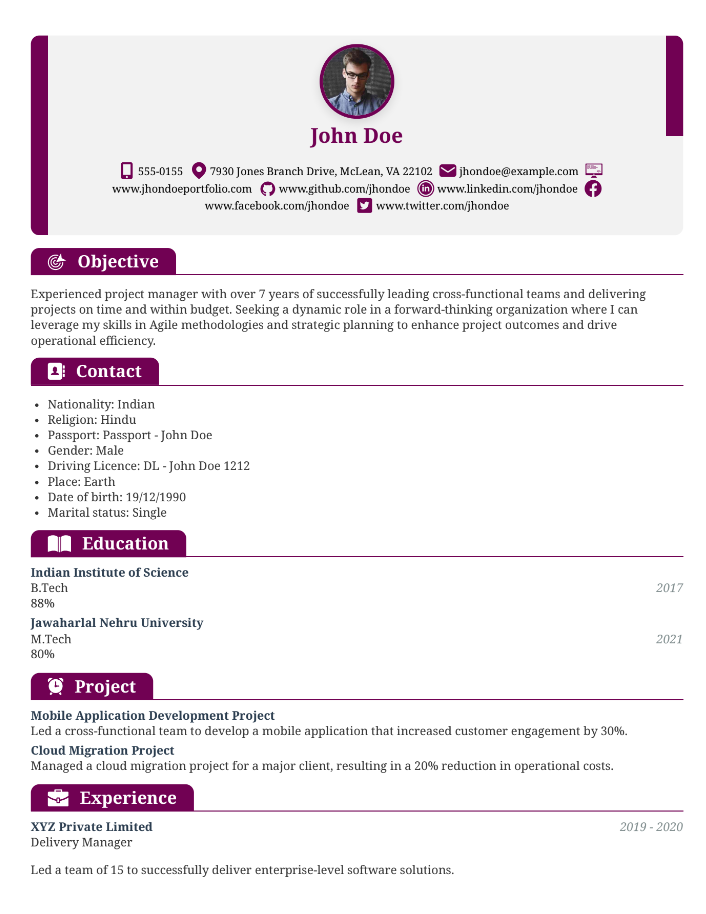 John Doe
555-0155 7930 Jones Branch Drive, McLean, VA 22102 jhondoe@example.com
www.jhondoeportfolio.com www.github.com/jhondoe www.linkedin.com/jhondoe
www.facebook.com/jhondoe www.twitter.com/jhondoe
Objective
Experienced project manager with over 7 years of successfully leading cross-functional teams and delivering
projects on time and within budget. Seeking a dynamic role in a forward-thinking organization where I can
leverage my skills in Agile methodologies and strategic planning to enhance project outcomes and drive
operational efficiency.
Contact
• Nationality: Indian
• Religion: Hindu
• Passport: Passport - John Doe
• Gender: Male
• Driving Licence: DL - John Doe 1212
• Place: Earth
• Date of birth: 19/12/1990
• Marital status: Single
Education
Indian Institute of Science
B.Tech 2017
88%
Jawaharlal Nehru University
M.Tech 2021
80%
Project
Mobile Application Development Project
Led a cross-functional team to develop a mobile application that increased customer engagement by 30%.
Cloud Migration Project
Managed a cloud migration project for a major client, resulting in a 20% reduction in operational costs.
Experience
XYZ Private Limited 2019 - 2020
Delivery Manager
Led a team of 15 to successfully deliver enterprise-level software solutions.